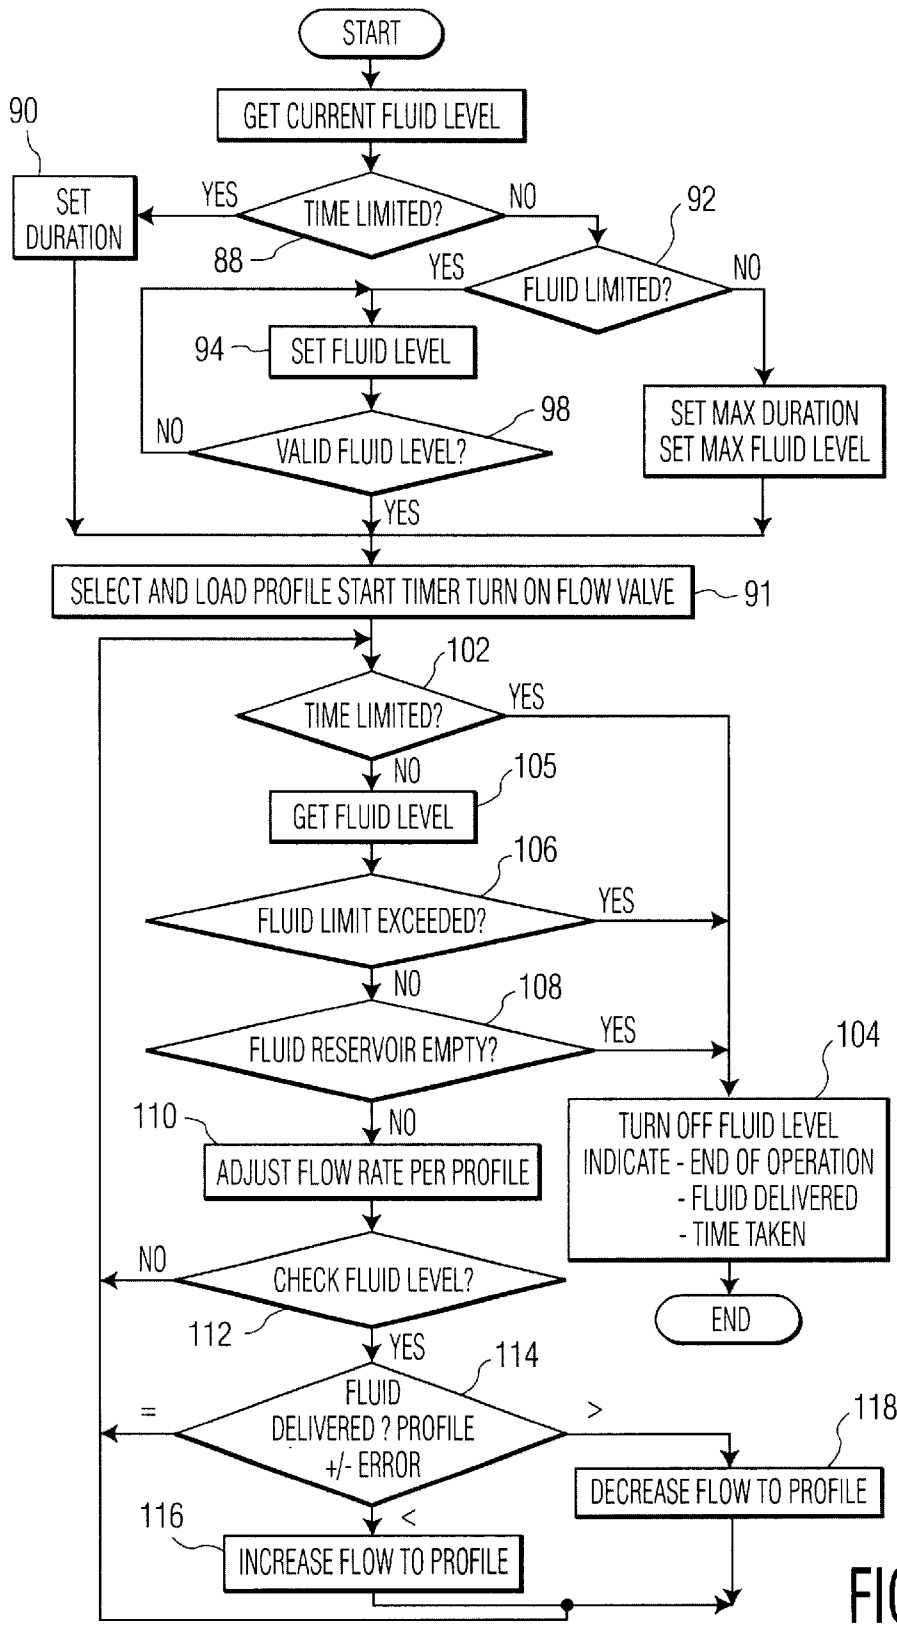 START
GET CURRENT FLUID LEVEL
90
SET
DURATION
YES
TIME LIMITED?
NO
88
92
YES
FLUID LIMITED?
NO
94
SET FLUID LEVEL
SET MAX DURATION
SET MAX FLUID LEVEL
98
NO
VALID FLUID LEVEL?
YES
SELECT AND LOAD PROFILE START TIMER TURN ON FLOW VALVE
91
102
TIME LIMITED?
YES
NO
105
GET FLUID LEVEL
106
FLUID LIMIT EXCEEDED?
YES
NO
108
FLUID RESERVOIR EMPTY?
YES
NO
104
TURN OFF FLUID LEVEL
INDICATE - END OF OPERATION
- FLUID DELIVERED
- TIME TAKEN
END
110
ADJUST FLOW RATE PER PROFILE
NO
CHECK FLUID LEVEL?
112
YES
114
=
FLUID
DELIVERED ? PROFILE
+/- ERROR
>
118
DECREASE FLOW TO PROFILE
<
116
INCREASE FLOW TO PROFILE